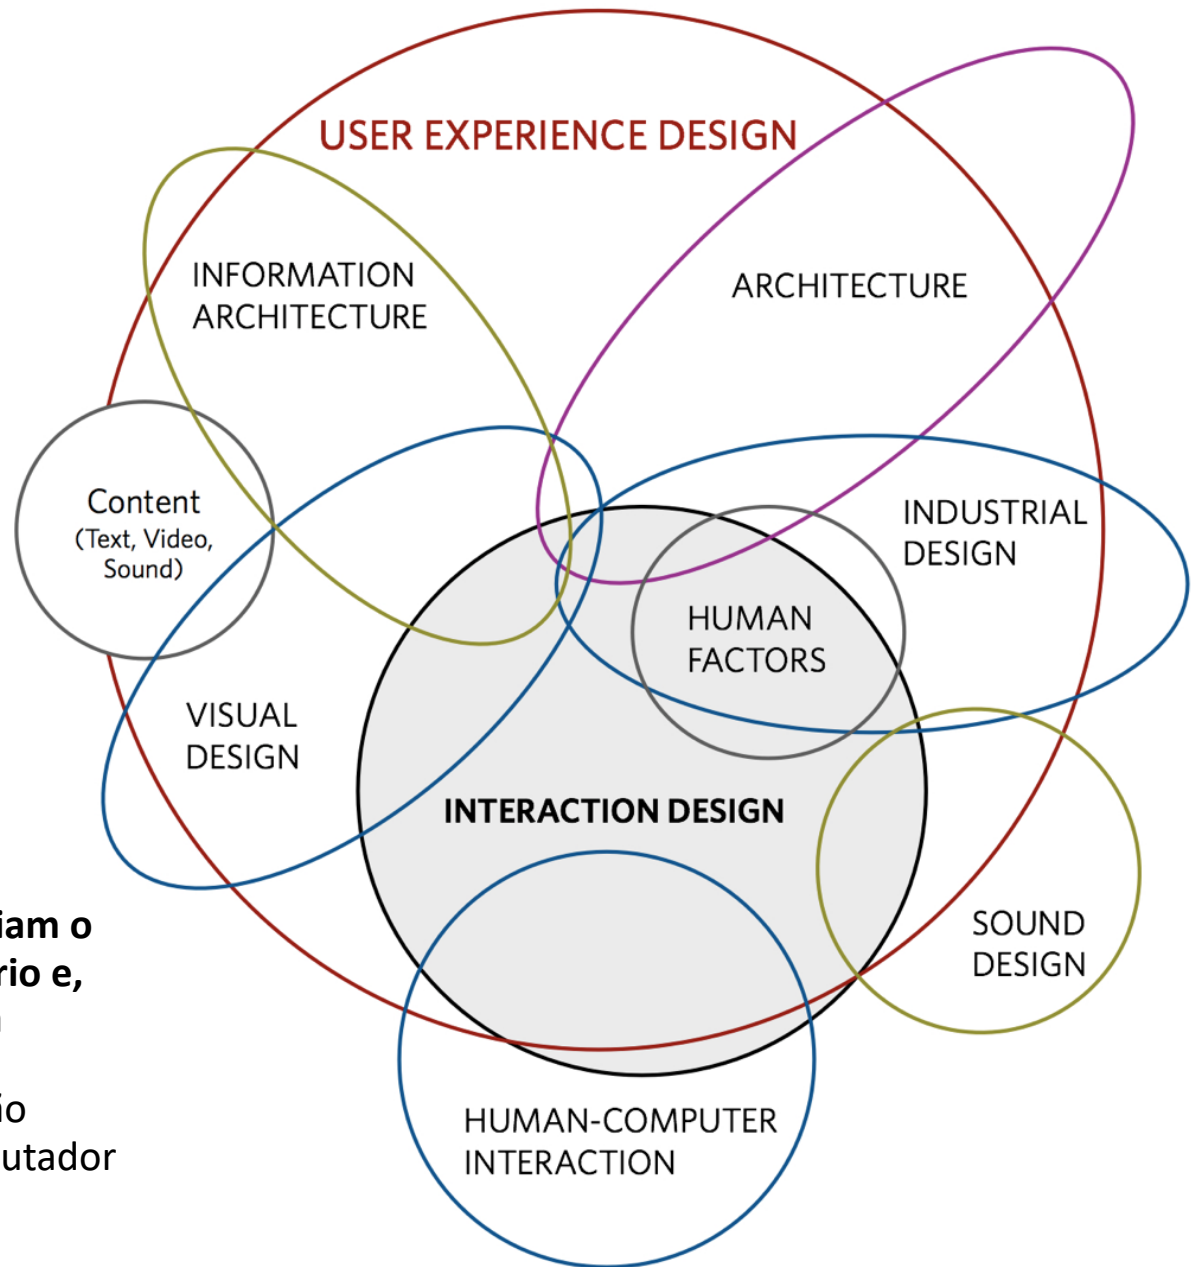 USER EXPERIENCE DESIGN
INFORMATION
ARCHITECTURE
ARCHITECTURE
Content
(Text, Video,
Sound)
INDUSTRIAL
DESIGN
HUMAN
FACTORS
VISUAL
DESIGN
INTERACTION DESIGN
SOUND
DESIGN
HUMAN-COMPUTER
INTERACTION
iam o
rio e,
ão
utador